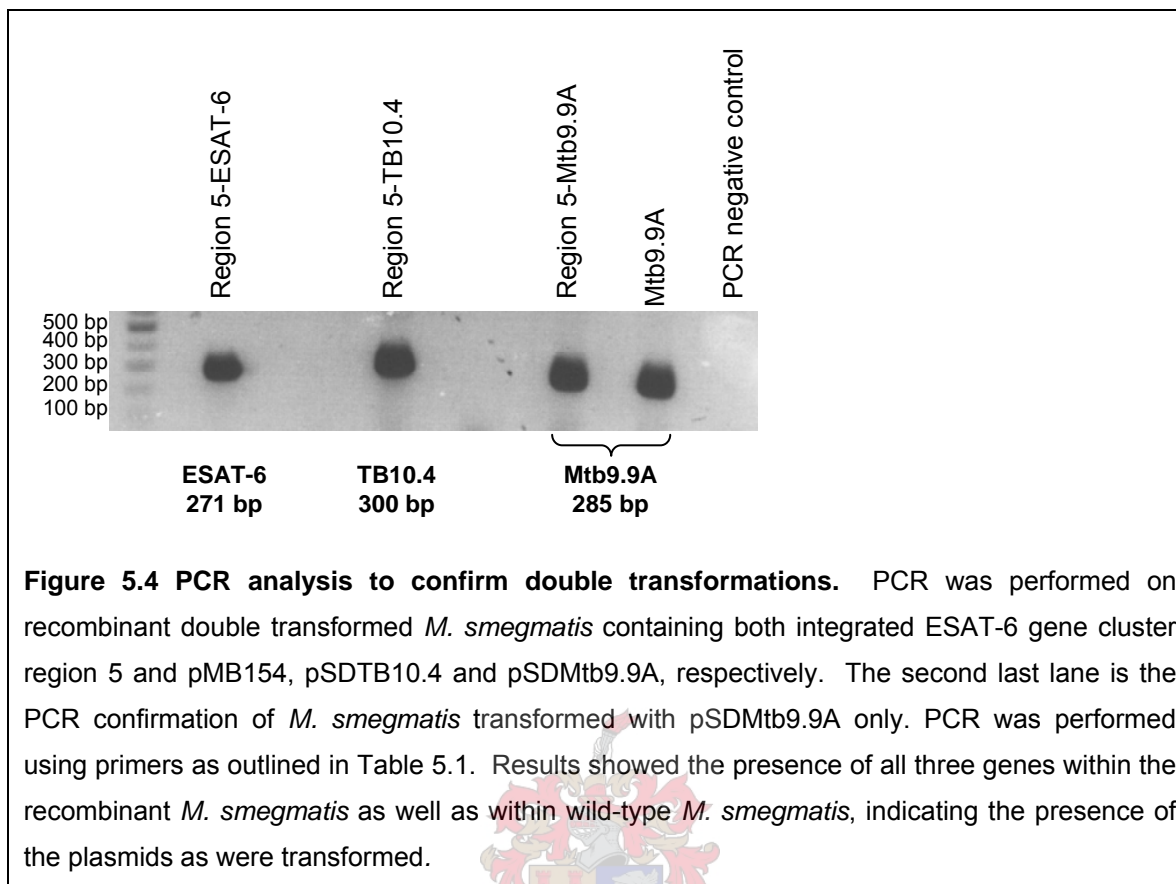 Region 5-ESAT-6
Region 5-TB10.4
Region 5-Mtb9.9A
Mtb9.9A
PCR negative control
500 bp
400 bp
300 bp
200 bp
100 bp
ESAT-6
271 bp
TB10.4
300 bp
Mtb9.9A
285 bp
Figure 5.4 PCR analysis to confirm double transformations. PCR was performed on
recombinant double transformed M. smegmatis containing both integrated ESAT-6 gene cluster
region 5 and pMB154, pSDTB10.4 and pSDMtb9.9A, respectively. The second last lane is the
PCR confirmation of M. smegmatis transformed with pSDMtb9.9A only. PCR was performed
using primers as outlined in Table 5.1. Results showed the presence of all three genes within the
recombinant M. smegmatis as well as within wild-type M. smegmatis, indicating the presence of
the plasmids as were transformed.